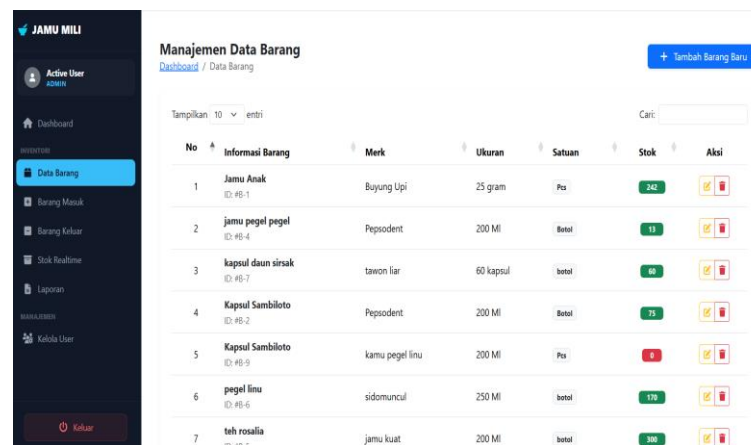 JAMU MILI
Active User
ADMIN
Dashboard
INVENTORI
Data Barang
Barang Masuk
Barang Keluar
Stok Realtime
Laporan
MANAJEMEN
Kelola User
Keluar
Manajemen Data Barang
Dashboard / Data Barang
+ Tambah Barang Baru
Tampilkan 10 entri
Cari:
No Informasi Barang Merk Ukuran Satuan Stok Aksi
1 Jamu Anak Buyung Upi 25 gram Pcs 242
ID: #B-1
2 jamu pegel pegel Pepsodent 200 Ml Botol 13
ID: #B-4
3 kapsul daun sirsak tawon liar 60 kapsul botol 60
ID: #B-7
4 Kapsul Sambiloto Pepsodent 200 Ml Botol 75
ID: #B-2
5 Kapsul Sambiloto kamu pegel linu 200 Ml Pcs 0
ID: #B-9
6 pegel linu sidomuncul 250 Ml botol 170
ID: #B-6
7 teh rosalia jamu kuat 200 Ml botol 300